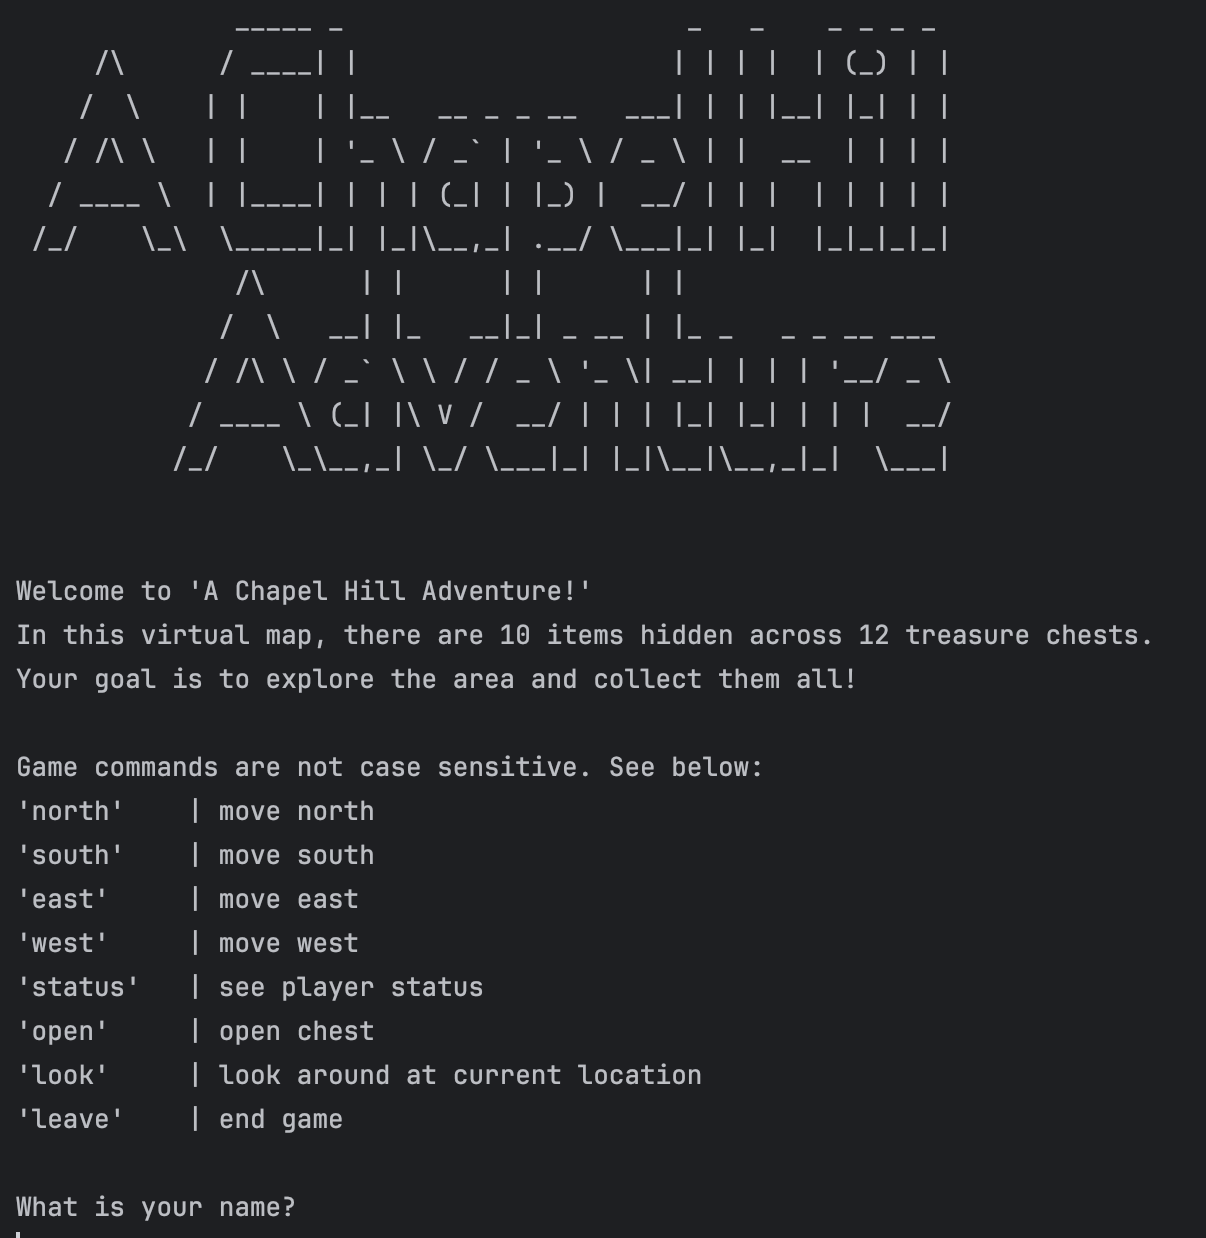 A Chapel Hill
Adventure
Welcome to 'A Chapel Hill Adventure!'
In this virtual map, there are 10 items hidden across 12 treasure chests.
Your goal is to explore the area and collect them all!
Game commands are not case sensitive. See below:
'north' | move north
'south' | move south
'east' | move east
'west' | move west
'status' | see player status
'open' | open chest
'look' | look around at current location
'leave' | end game
What is your name?